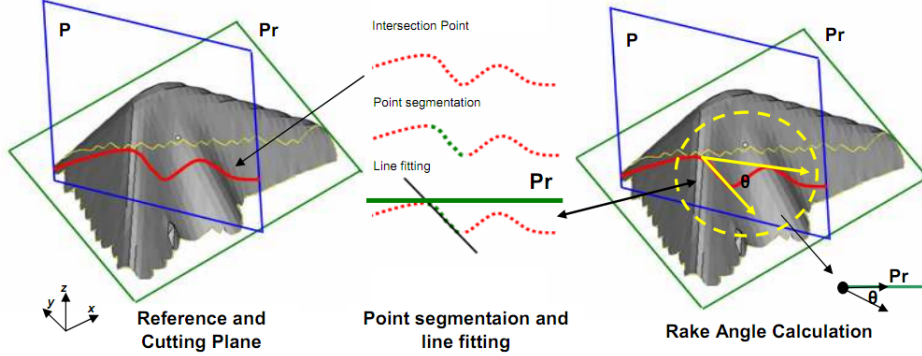 P
Pr
z
y
x
Reference and
Cutting Plane
Intersection Point
Point segmentation
Line fitting
Pr
Point segmentaion and
line fitting
P
Pr
θ
Pr
θ
Rake Angle Calculation